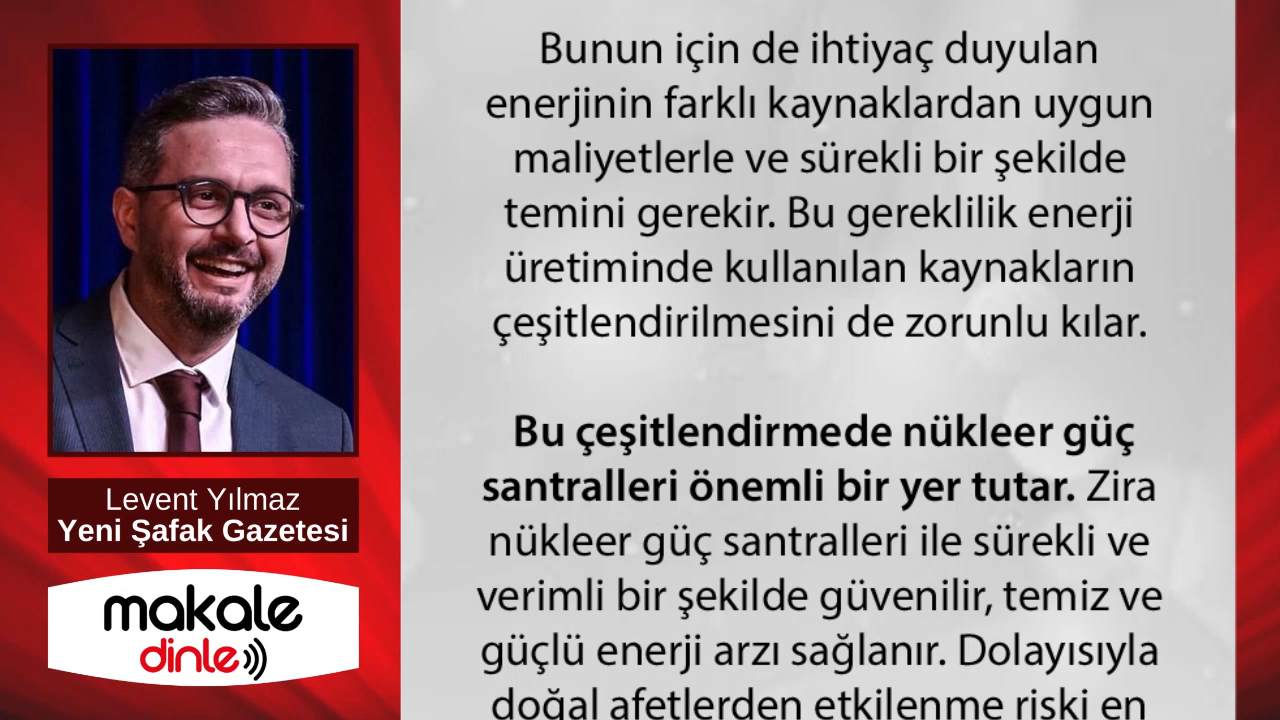 Bunun için de ihtiyaç duyulan
enerjinin farklı kaynaklardan uygun
maliyetlerle ve sürekli bir şekilde
temini gerekir. Bu gereklilik enerji
üretiminde kullanılan kaynakların
çeşitlendirilmesini de zorunlu kılar.
Bu çeşitlendirmede nükleer güç
santralleri önemli bir yer tutar. Zira
nükleer güç santralleri ile sürekli ve
verimli bir şekilde güvenilir, temiz ve
güçlü enerji arzı sağlanır. Dolayısıyla
doğal afetlerden etkilenme riski en
Levent Yılmaz
Yeni Şafak Gazetesi
makale
dinle